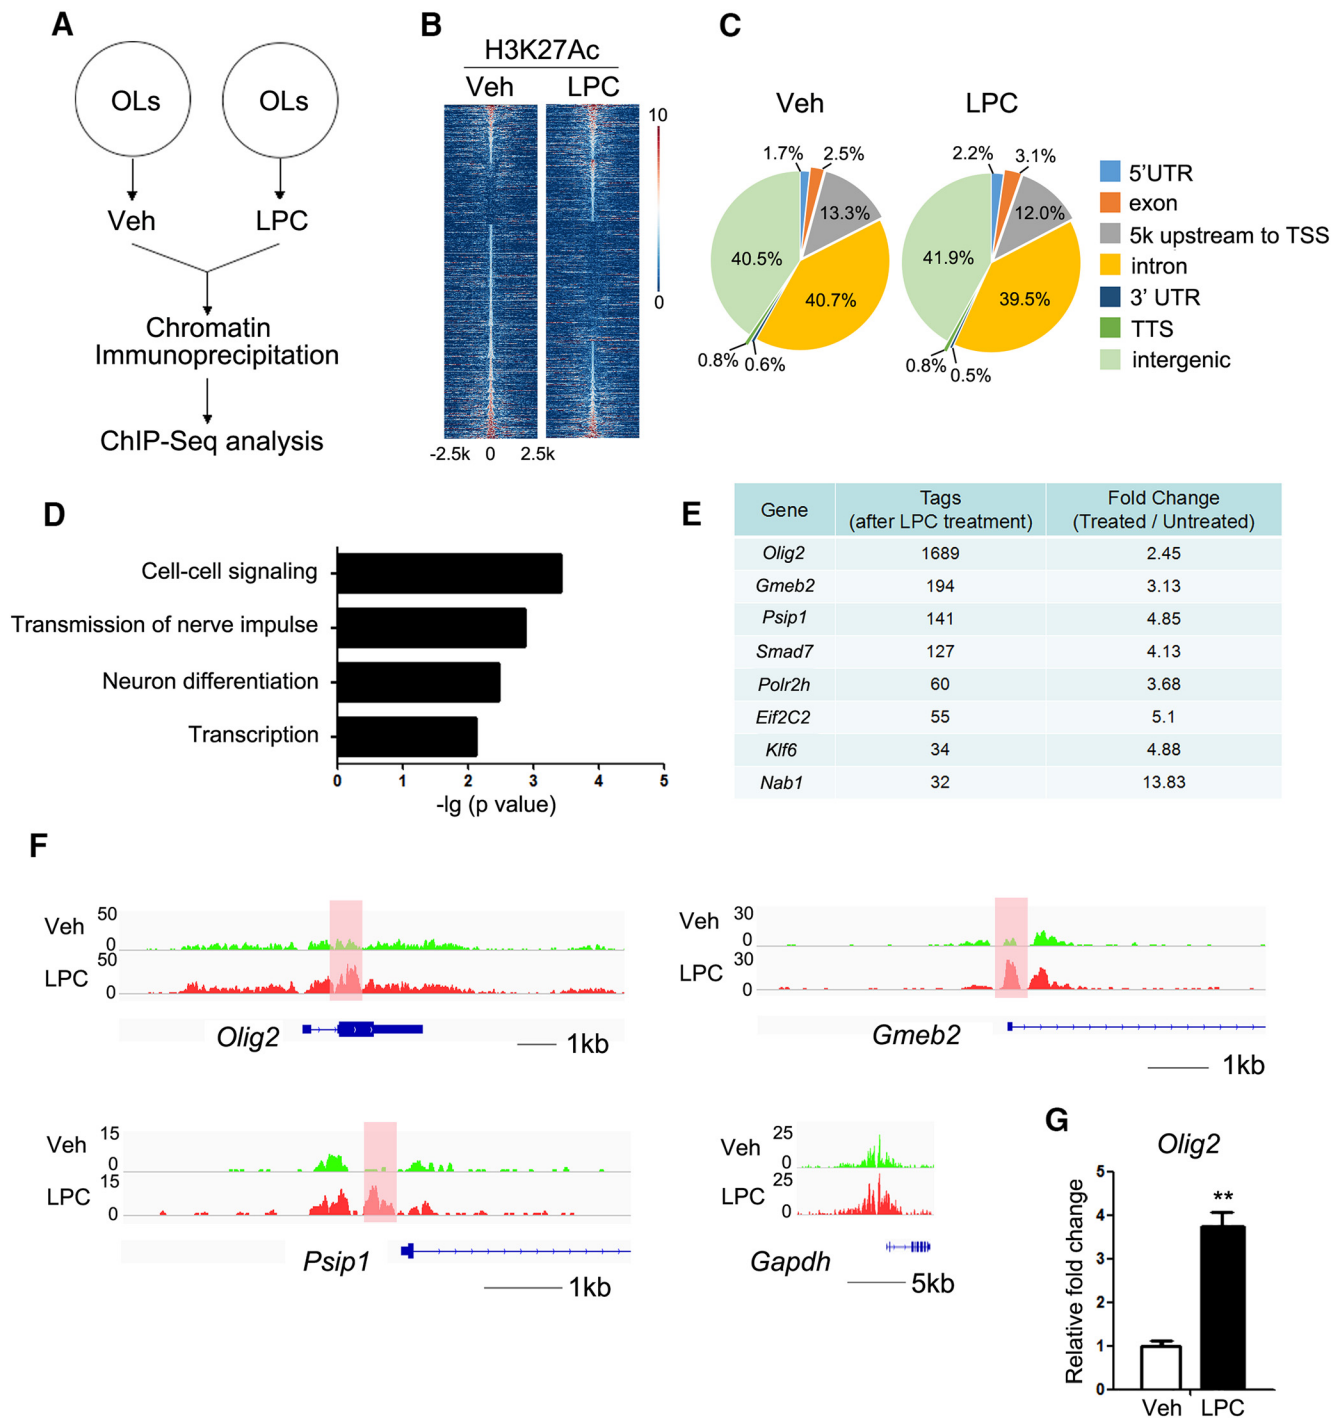 A
OLs
OLs
Veh
LPC
Chromatin
Immunoprecipitation
ChIP-Seq analysis
B
H3K27Ac
Veh
LPC
10
0
-2.5k 0 2.5k
C
Veh
LPC
1.7%
2.5%
13.3%
40.7%
0.6%
0.8%
40.5%
2.2%
3.1%
12.0%
39.5%
0.5%
0.8%
41.9%
5'UTR
exon
5k upstream to TSS
intron
3' UTR
TTS
intergenic
D
Cell-cell signaling
Transmission of nerve impulse
Neuron differentiation
Transcription
0 1 2 3 4 5
-lg (p value)
E
Gene
Tags
(after LPC treatment)
Fold Change
(Treated / Untreated)
Olig2 1689 2.45
Gmeb2 194 3.13
Psip1 141 4.85
Smad7 127 4.13
Polr2h 60 3.68
Eif2C2 55 5.1
Klf6 34 4.88
Nab1 32 13.83
F
Veh
50
0
LPC
50
0
Olig2
1kb
Veh
30
0
LPC
30
0
Gmeb2
1kb
Veh
15
0
LPC
15
0
Psip1
1kb
Veh
25
0
LPC
25
0
Gapdh
5kb
G
Olig2
Relative fold change
5
4
3
2
1
0
**
Veh LPC